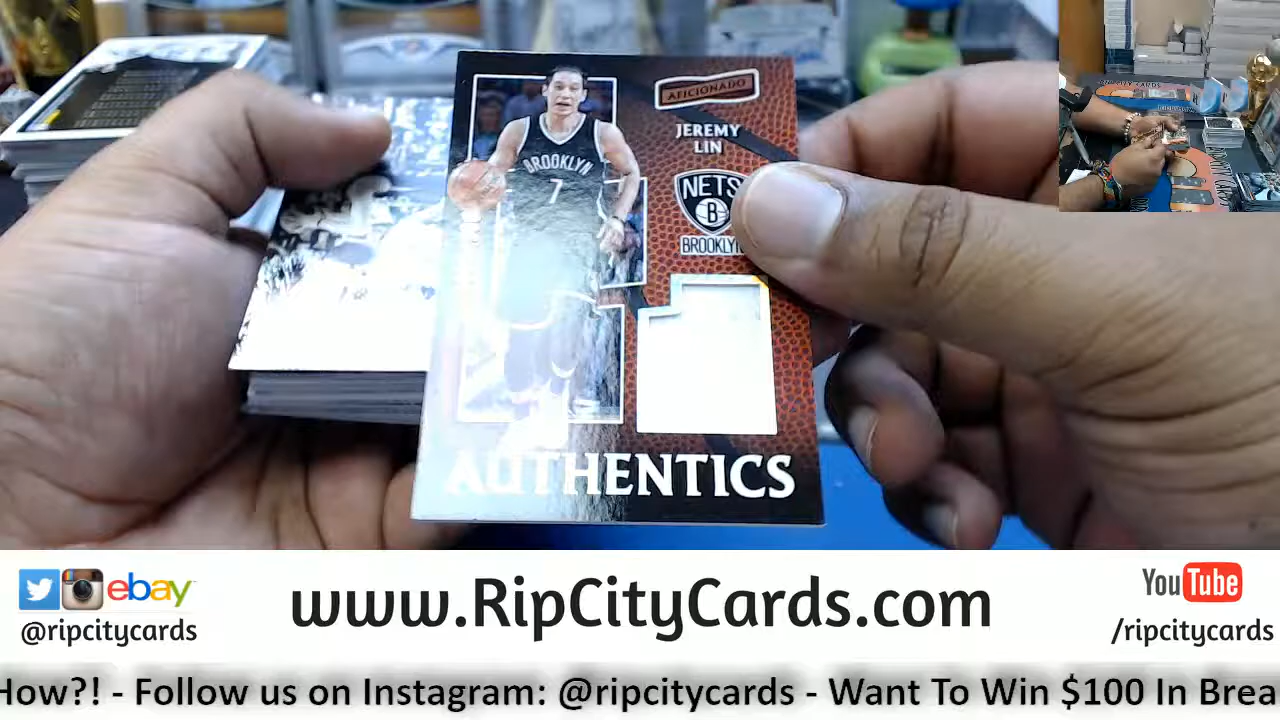 AFICIONADO
JEREMY
LIN
BROOKLYN
7
NETS
B
BROOKLYN
AUTHENTICS
ebay
@ripcitycards
www.RipCityCards.com
YouTube
/ripcitycards
How?! - Follow us on Instagram: @ripcitycards - Want To Win $100 In Brea